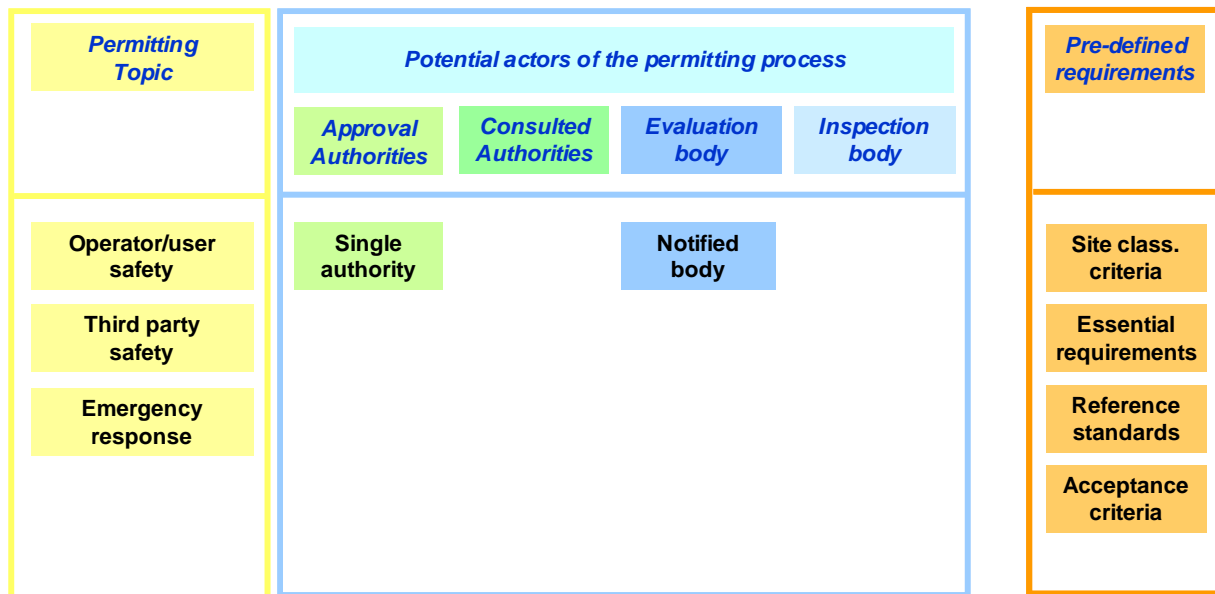 Permitting
Topic
Potential actors of the permitting process
Pre-defined
requirements
Approval
Authorities
Consulted
Authorities
Evaluation
body
Inspection
body
Operator/user
safety
Single
authority
Notified
body
Site class.
criteria
Third party
safety
Essential
requirements
Emergency
response
Reference
standards
Acceptance
criteria